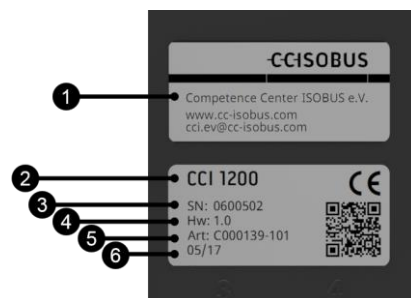 CCISOBUS
1
Competence Center ISOBUS e.V.
www.cc-isobus.com
cci.ev@cc-isobus.com
2
CCI 1200
CE
3
SN: 0600502
4
Hw: 1.0
5
Art: C000139-101
6
05/17